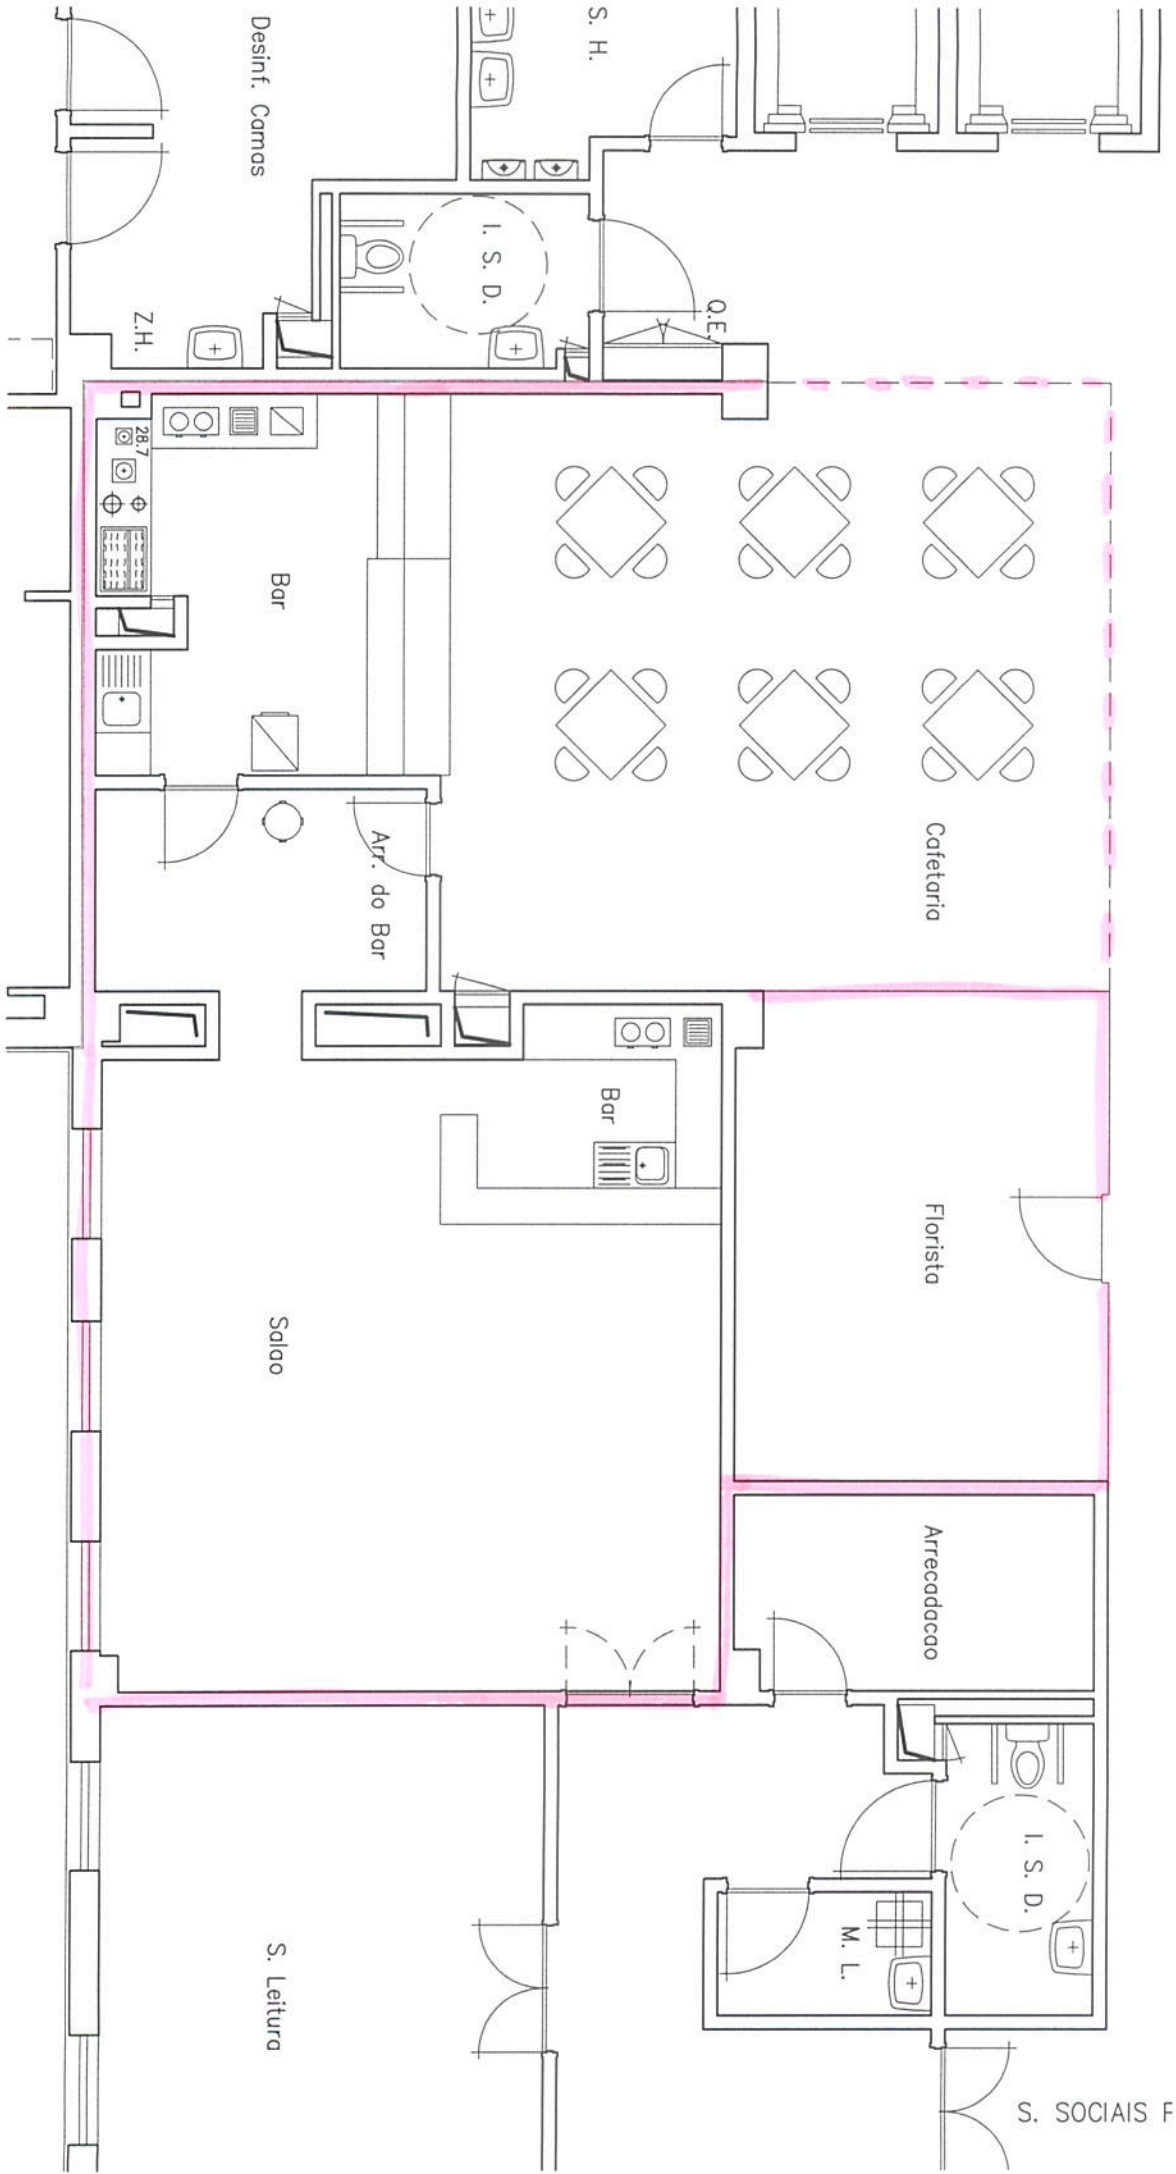 Desinf. Camas
S. H.
I. S. D.
Q.E.
Z.H.
28.7
Bar
Cafetaria
Arr. do Bar
Bar
Florista
Salao
Arrecadacao
I. S. D.
M. L.
S. Leitura
S. SOCIAIS F